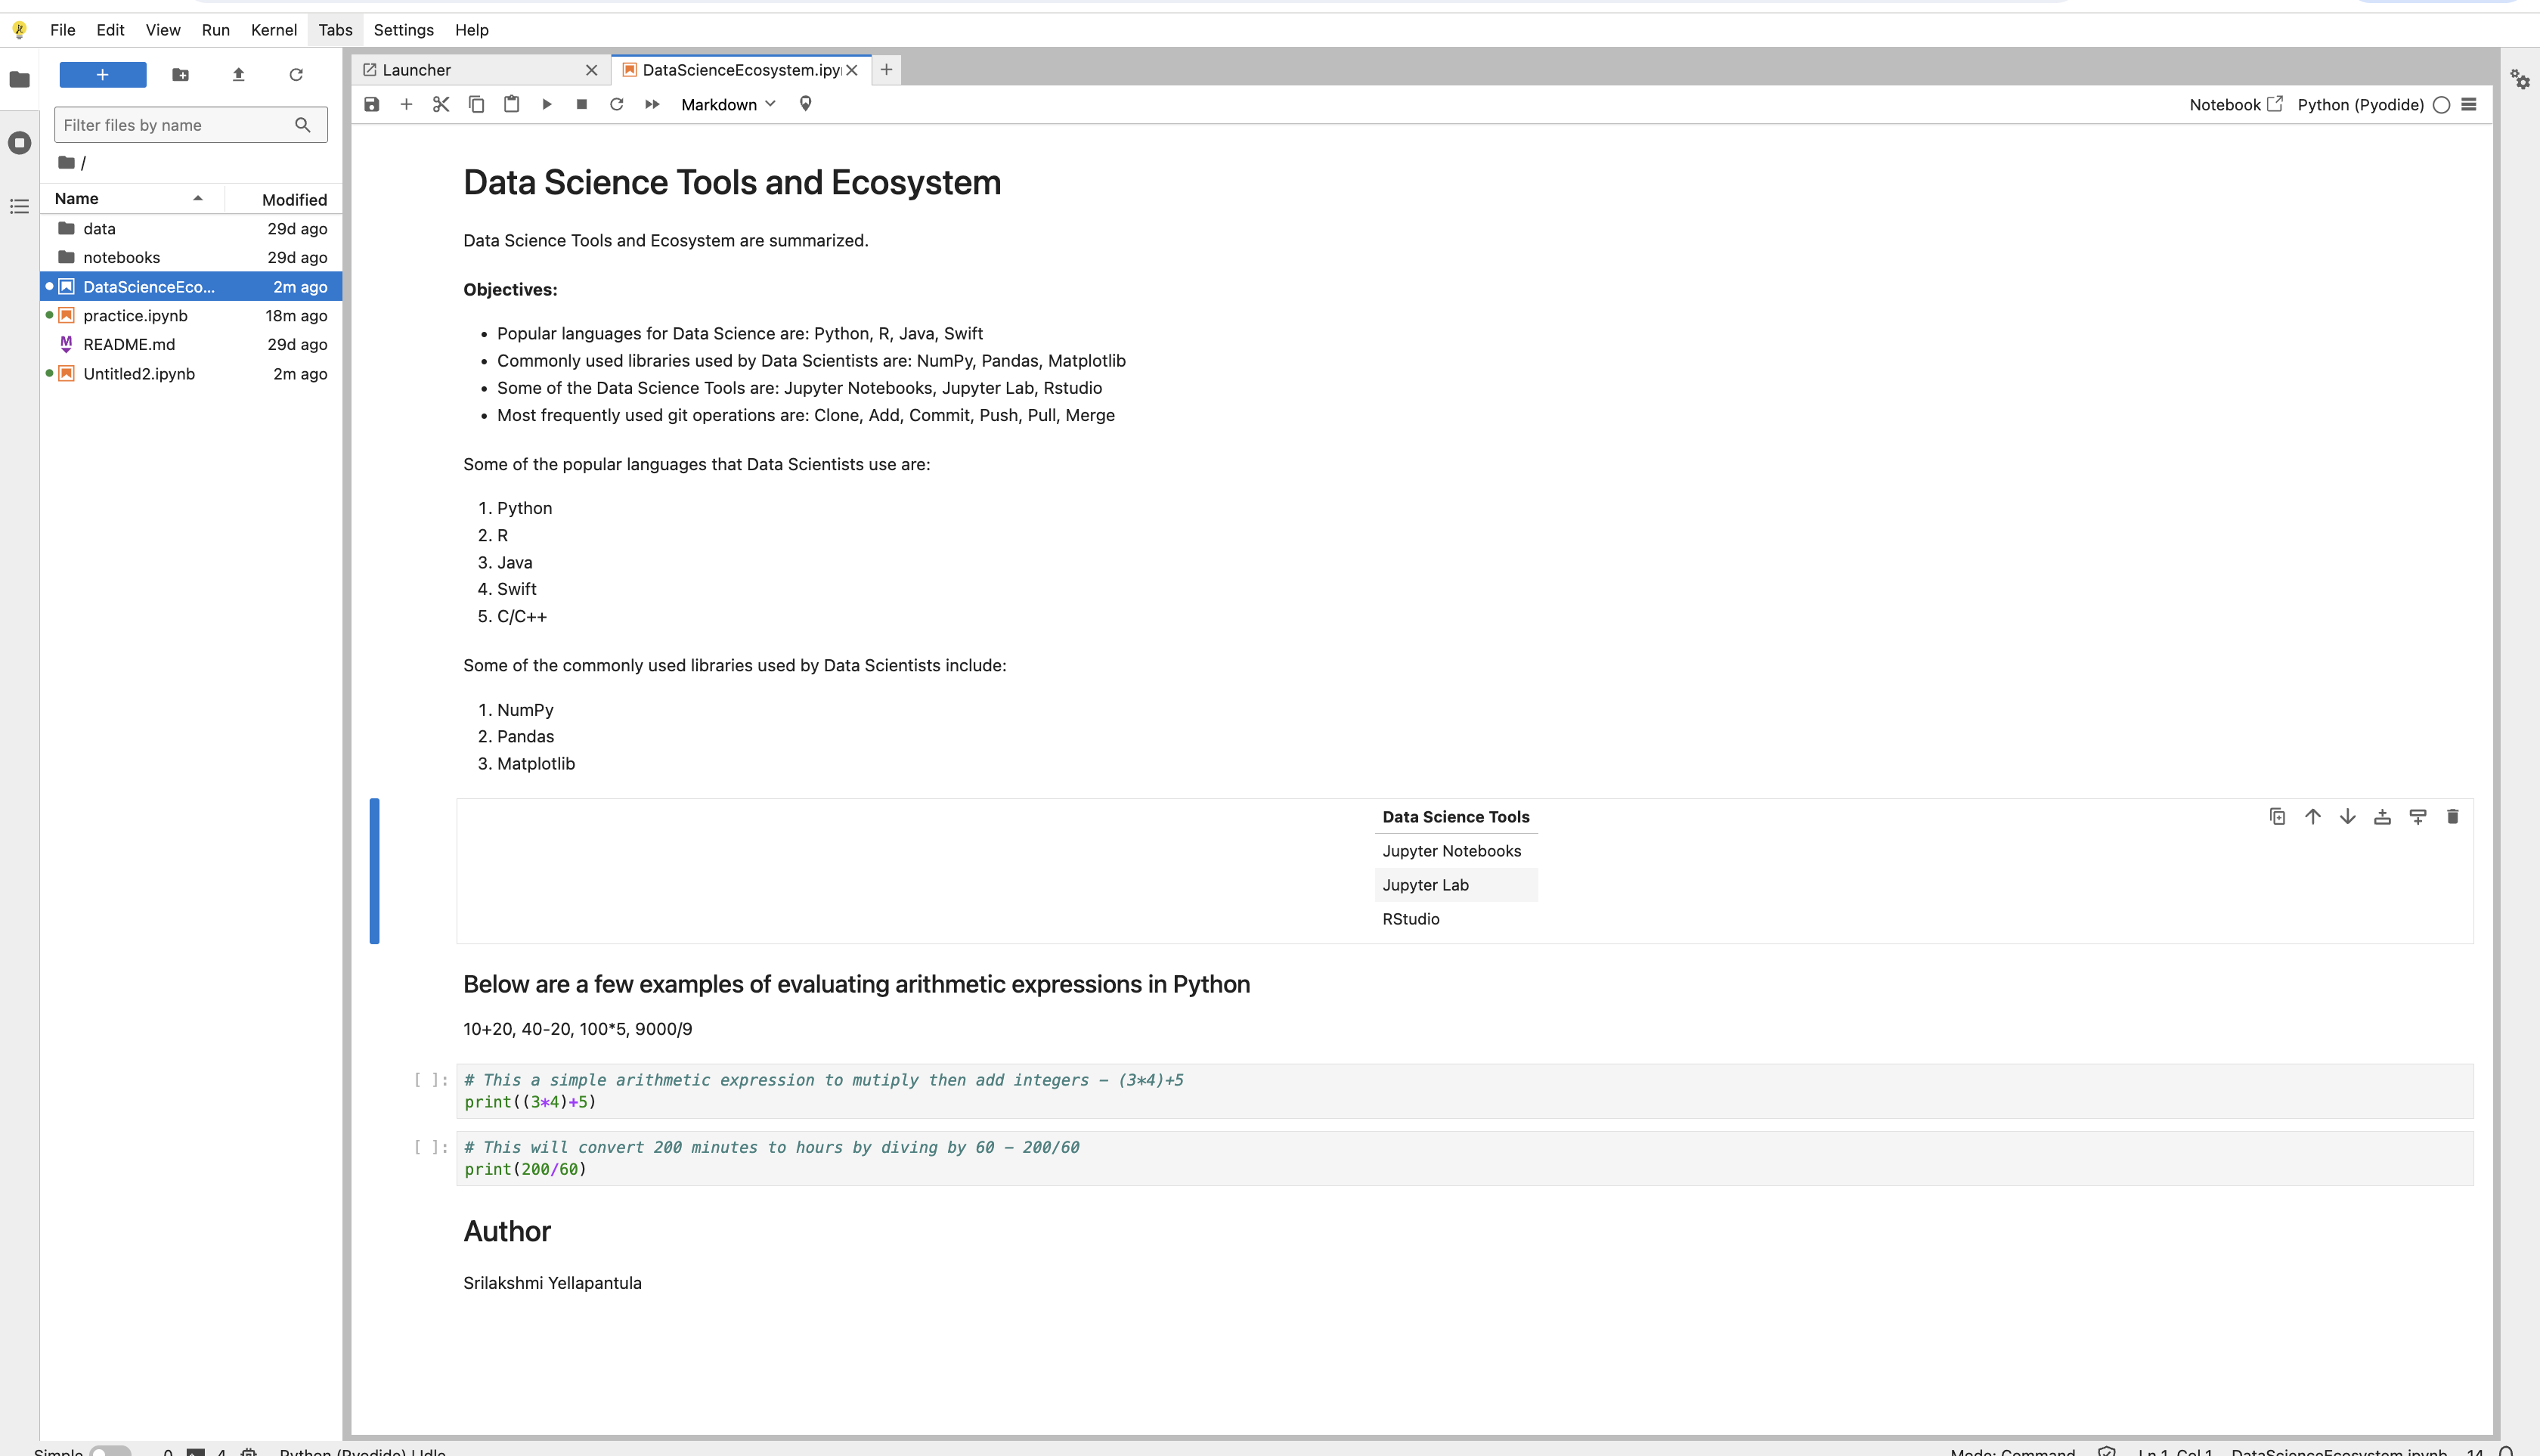 File Edit View Run Kernel Tabs Settings Help
Launcher
DataScienceEcosystem.ipy
Markdown
Notebook
Python (Pyodide)
Filter files by name
/
Name Modified
data 29d ago
notebooks 29d ago
DataScienceEco... 2m ago
practice.ipynb 18m ago
README.md 29d ago
Untitled2.ipynb 2m ago
Data Science Tools and Ecosystem
Data Science Tools and Ecosystem are summarized.
Objectives:
• Popular languages for Data Science are: Python, R, Java, Swift
• Commonly used libraries used by Data Scientists are: NumPy, Pandas, Matplotlib
• Some of the Data Science Tools are: Jupyter Notebooks, Jupyter Lab, Rstudio
• Most frequently used git operations are: Clone, Add, Commit, Push, Pull, Merge
Some of the popular languages that Data Scientists use are:
1. Python
2. R
3. Java
4. Swift
5. C/C++
Some of the commonly used libraries used by Data Scientists include:
1. NumPy
2. Pandas
3. Matplotlib
Data Science Tools
Jupyter Notebooks
Jupyter Lab
RStudio
Below are a few examples of evaluating arithmetic expressions in Python
10+20, 40-20, 100*5, 9000/9
[ ]: # This a simple arithmetic expression to mutiply then add integers - (3*4)+5
print((3*4)+5)
[ ]: # This will convert 200 minutes to hours by diving by 60 - 200/60
print(200/60)
Author
Srilakshmi Yellapantula
Simple 0 4 Python (Pyodide) | Idle Mode: Command Ln 1, Col 1 DataScienceEcosystem.ipynb 14